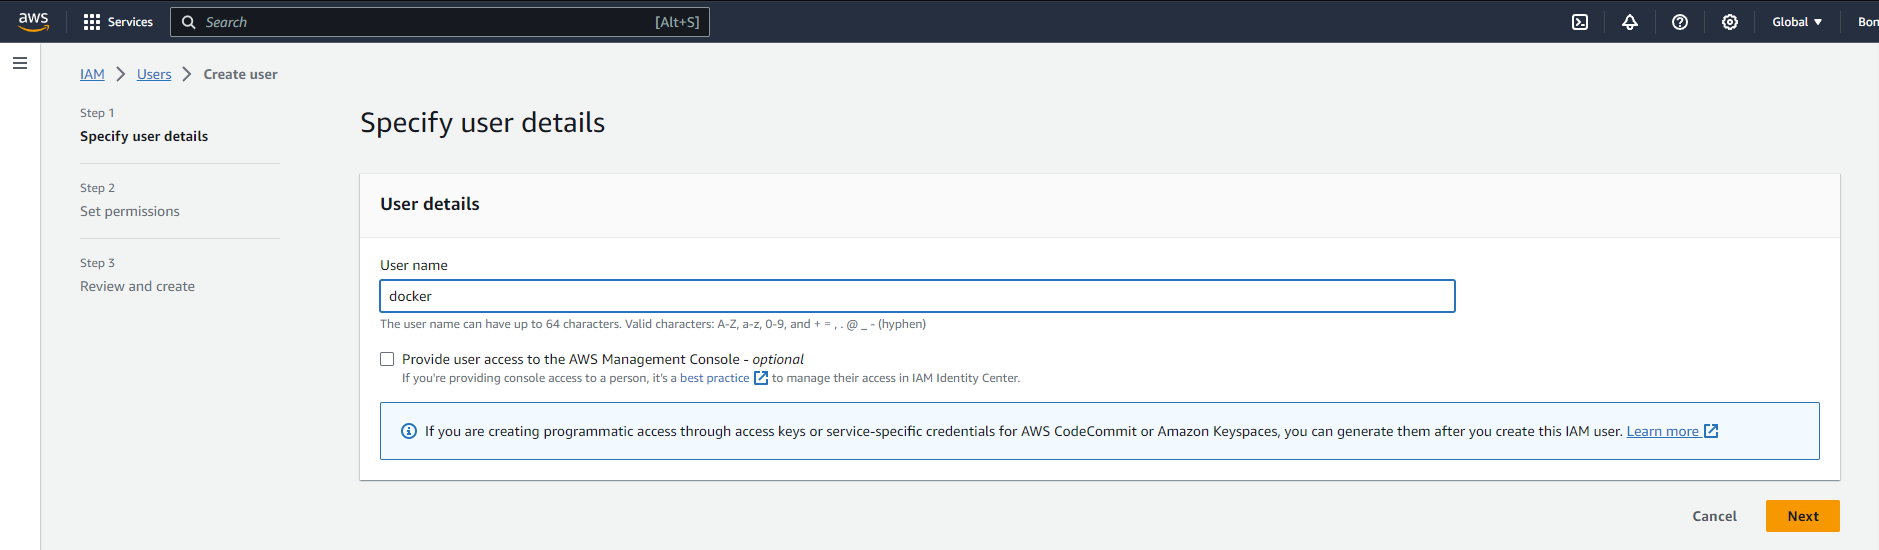 aws
Services
Search
[Alt+S]
Global
Bon
IAM > Users > Create user
Step 1
Specify user details
Step 2
Set permissions
Step 3
Review and create
Specify user details
User details
User name
docker
The user name can have up to 64 characters. Valid characters: A-Z, a-z, 0-9, and + = , . @ _ - (hyphen)
Provide user access to the AWS Management Console - optional
If you're providing console access to a person, it's a best practice to manage their access in IAM Identity Center.
If you are creating programmatic access through access keys or service-specific credentials for AWS CodeCommit or Amazon Keyspaces, you can generate them after you create this IAM user. Learn more
Cancel
Next